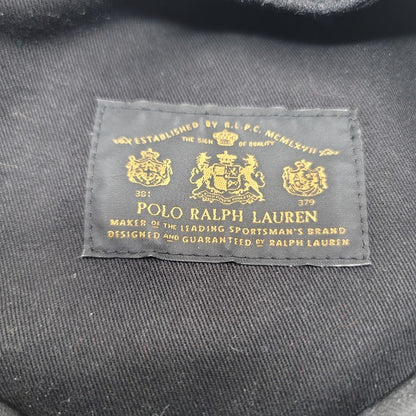 ESTABLISHED BY R.L.P.C. MCMLXVII
THE SIGN OF QUALITY
381
379
POLO RALPH LAUREN
MAKER OF THE LEADING SPORTSMAN'S BRAND
DESIGNED AND GUARANTEED BY RALPH LAUREN